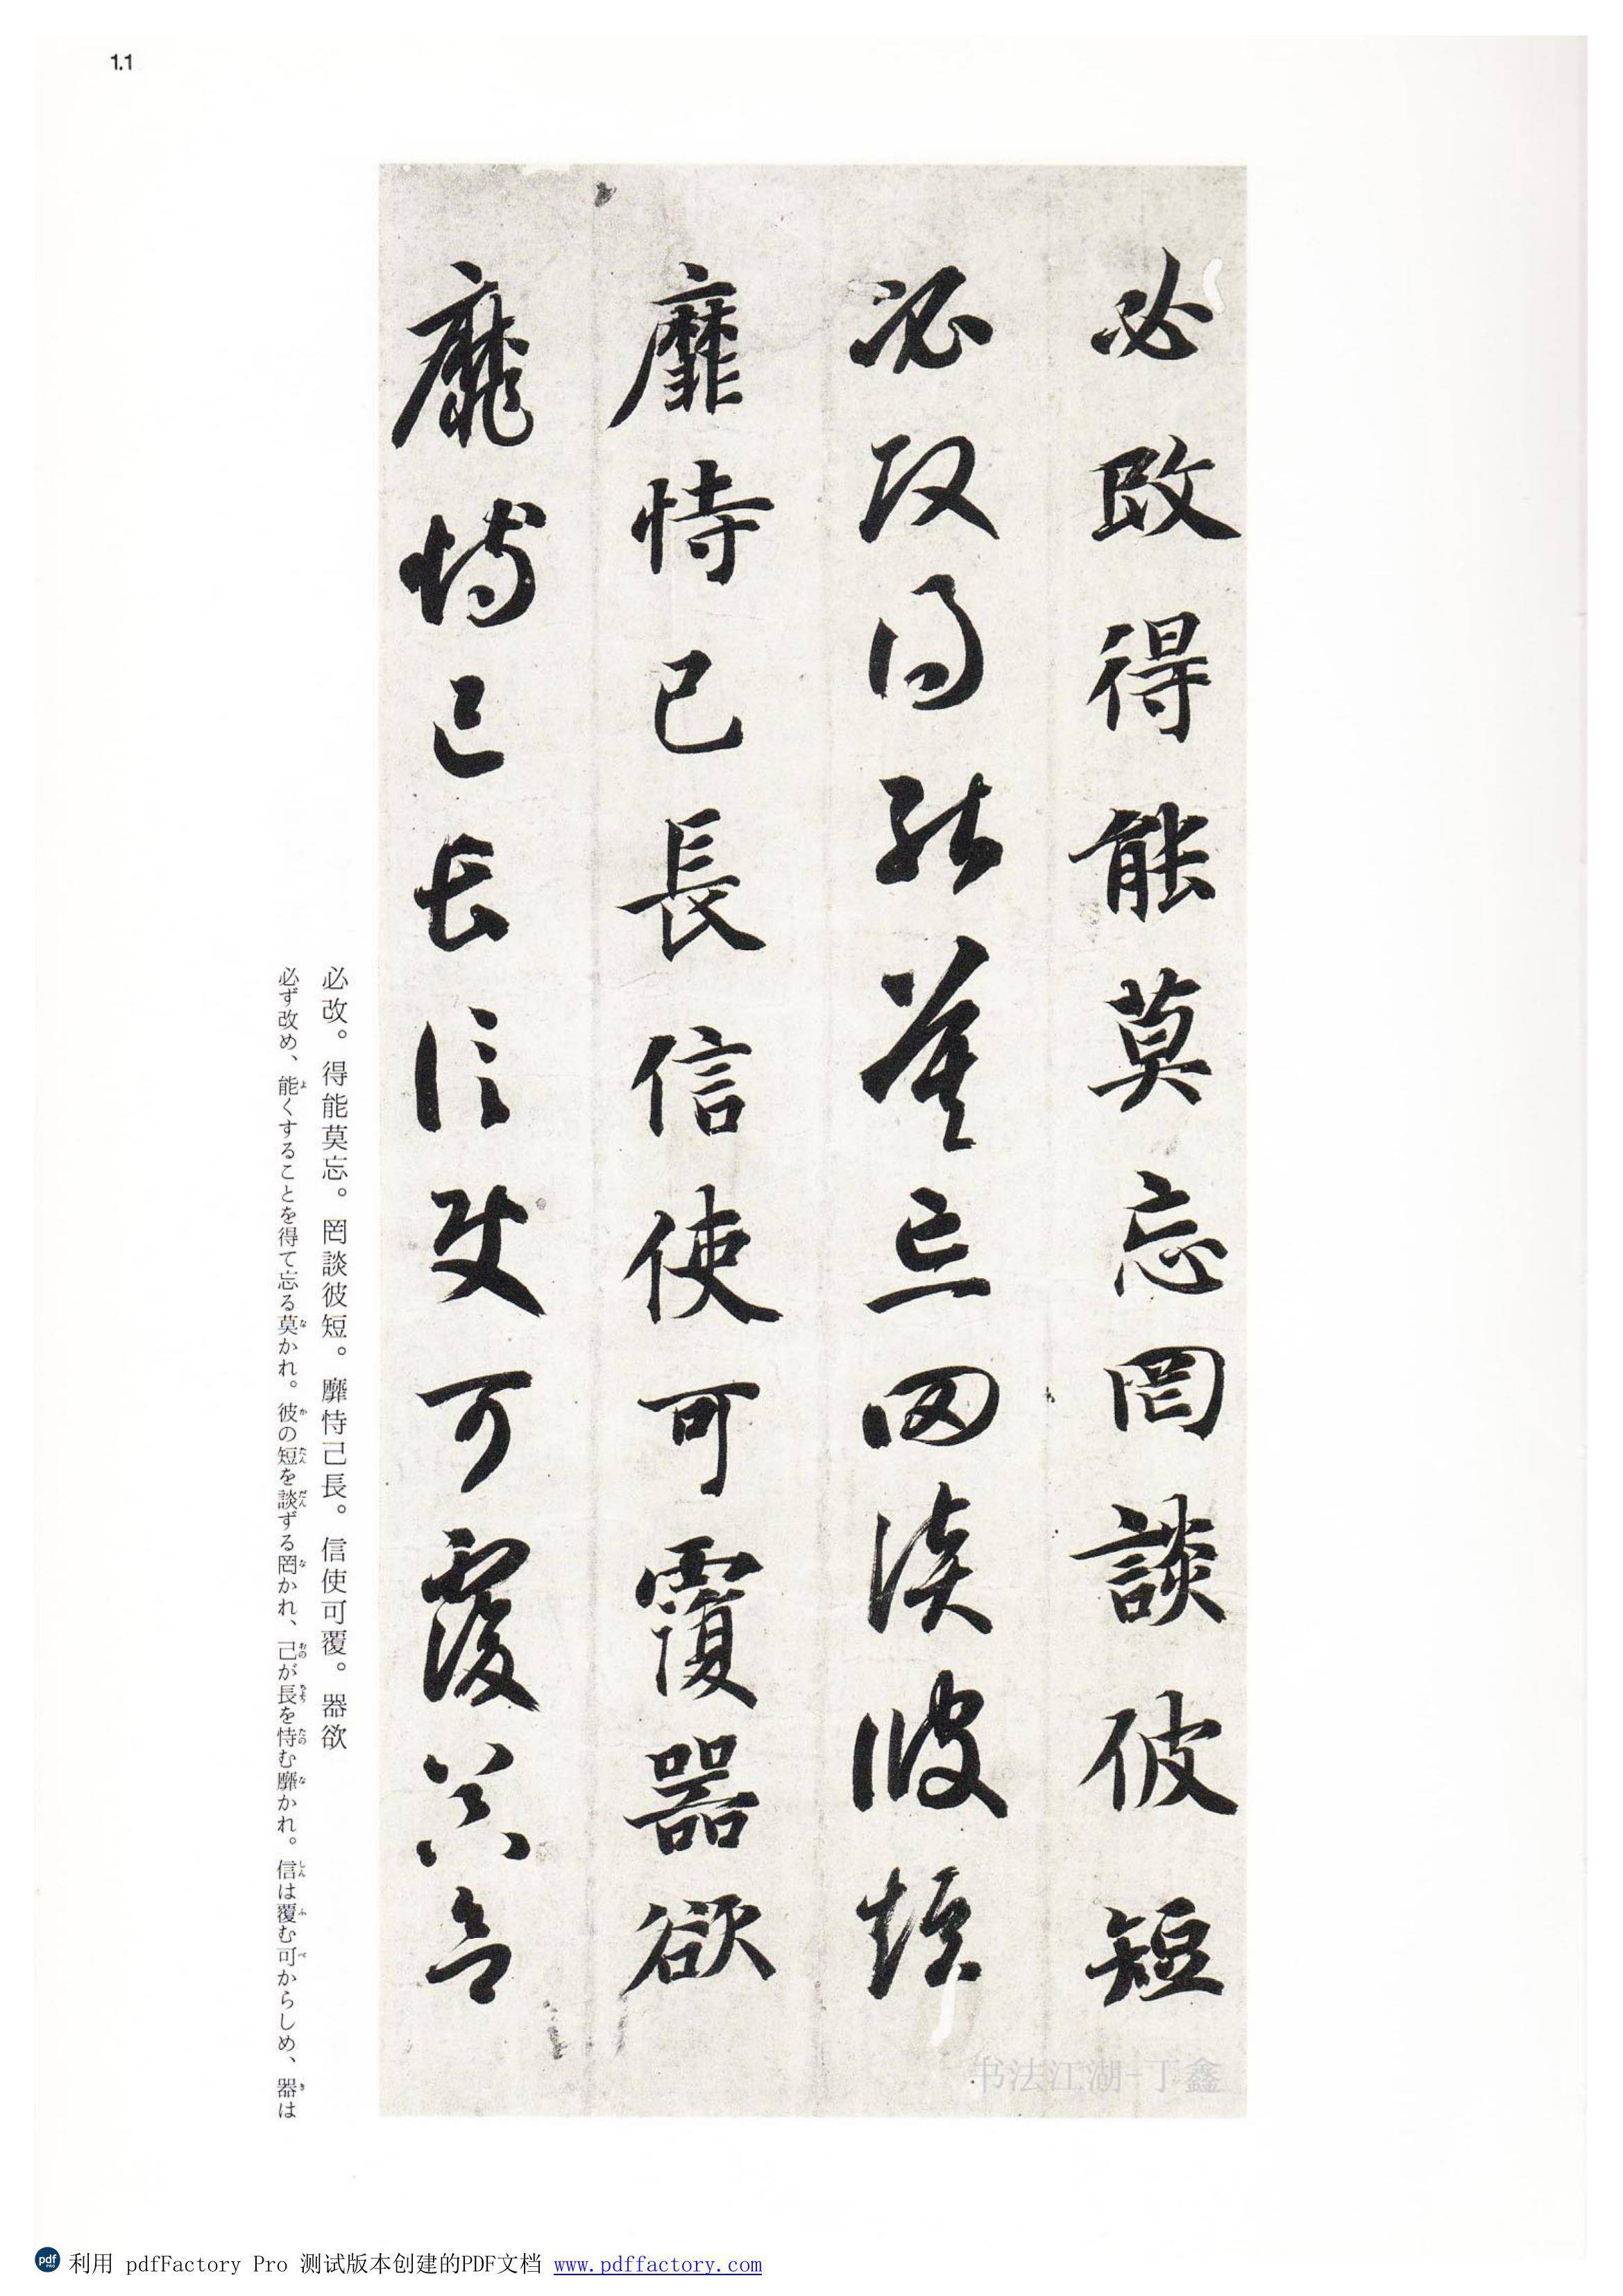 1.1
必改得能莫忘罔談彼短
必改得能莫忘罔談彼短
靡恃己長信使可覆器欲
靡恃己長信使可覆器欲
书法江湖-丁鑫
必改。得能莫忘。罔談彼短。靡恃己長。信使可覆。器欲
必ず改め、能くすることを得て忘る莫かれ。彼の短を談ずる罔かれ、己が長を恃む靡かれ。信は覆む可からしめ、器は
利用 pdfFactory Pro 测试版本创建的PDF文档 www.pdffactory.com